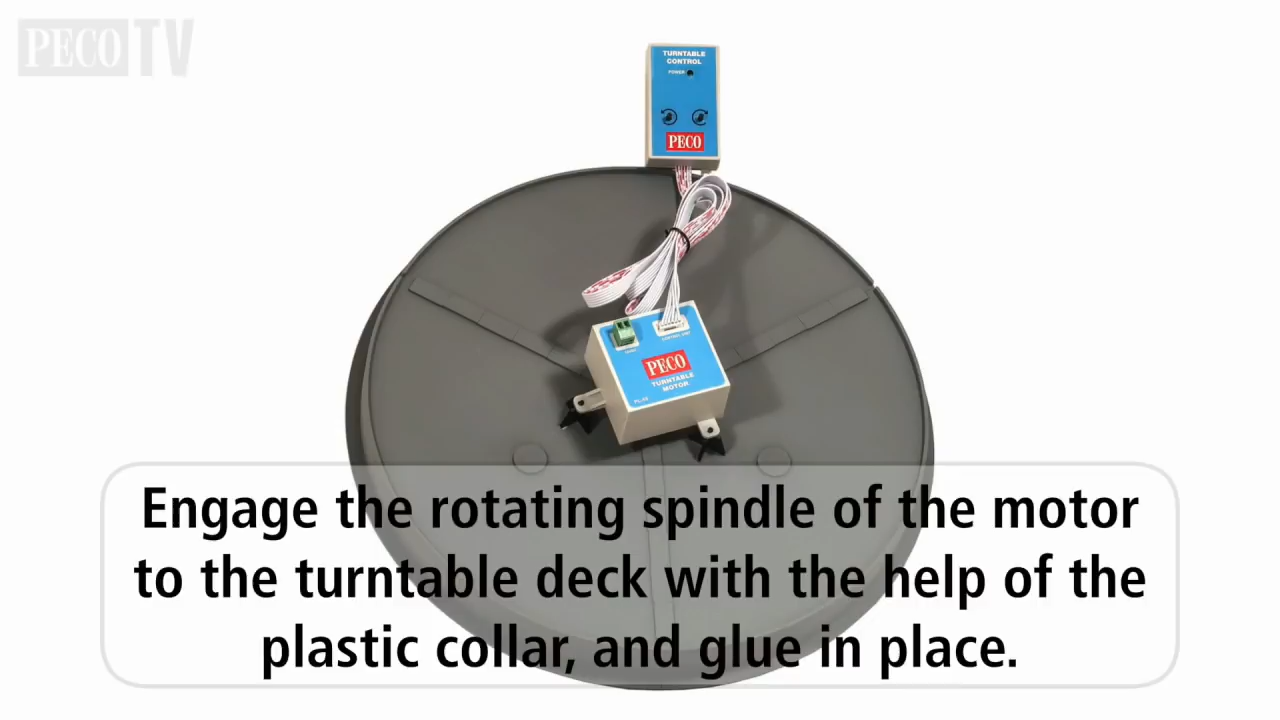 PECO TV
TURNTABLE
CONTROL
POWER
PECO
PECO
TURNTABLE
MOTOR
Engage the rotating spindle of the motor
to the turntable deck with the help of the
plastic collar, and glue in place.